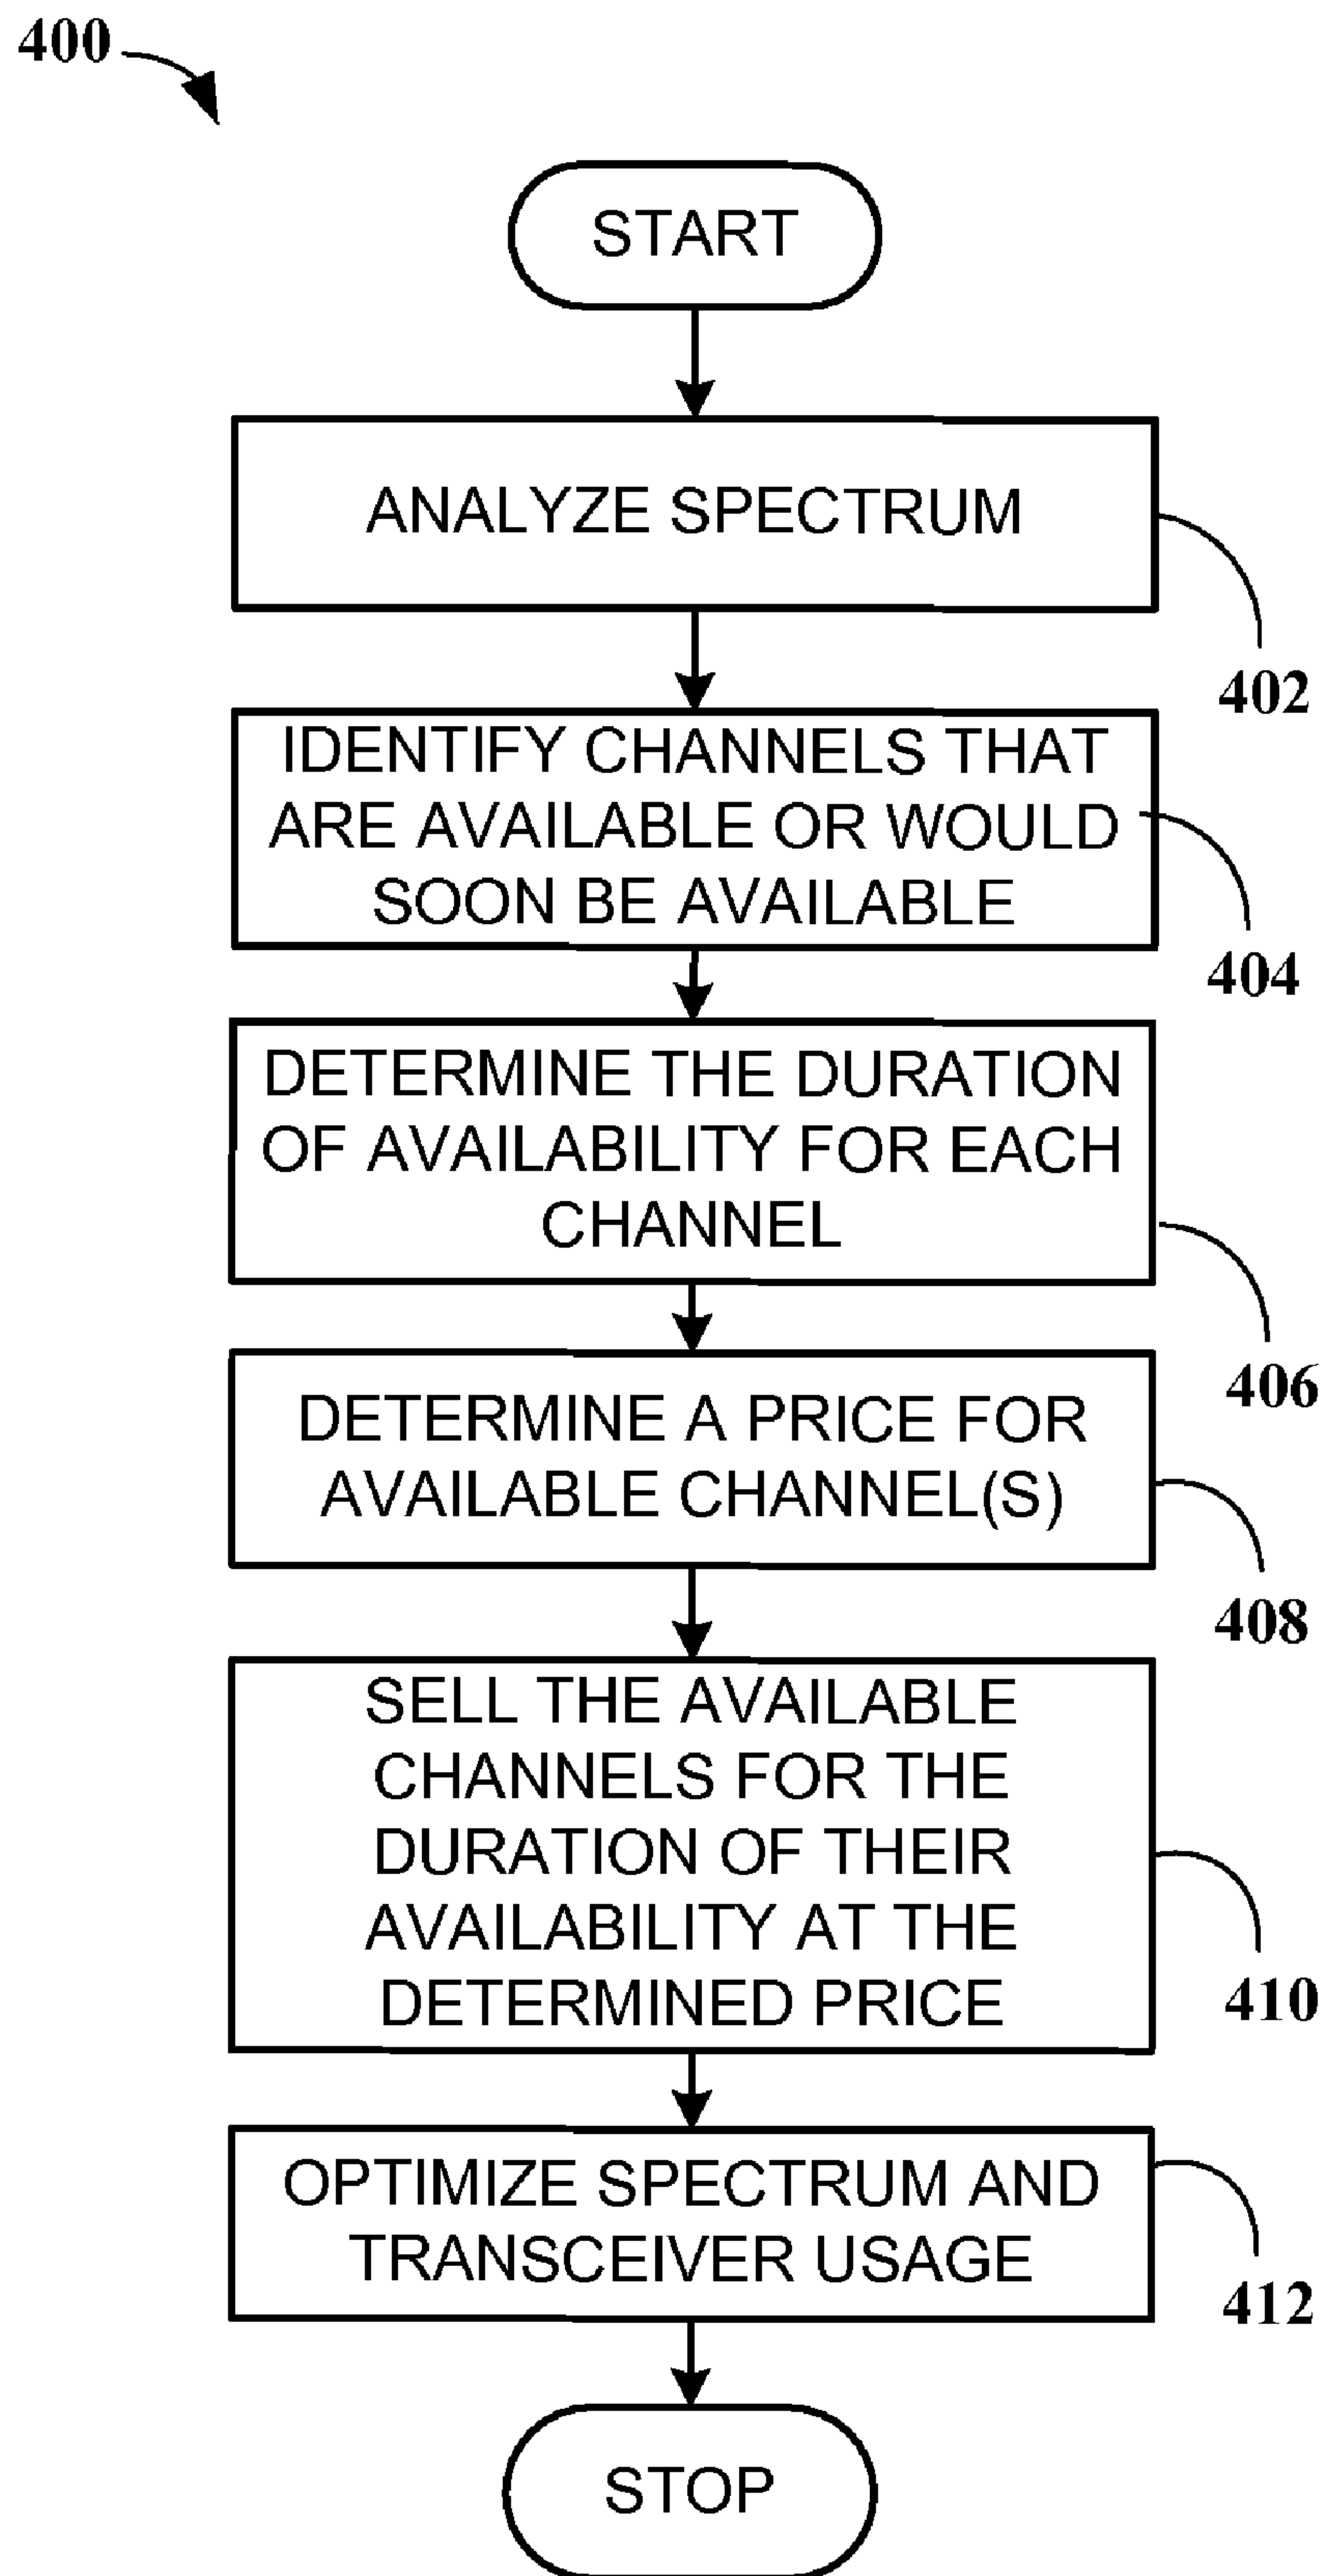 400
START
ANALYZE SPECTRUM
402
IDENTIFY CHANNELS THAT
ARE AVAILABLE OR WOULD
SOON BE AVAILABLE
404
DETERMINE THE DURATION
OF AVAILABILITY FOR EACH
CHANNEL
406
DETERMINE A PRICE FOR
AVAILABLE CHANNEL(S)
408
SELL THE AVAILABLE
CHANNELS FOR THE
DURATION OF THEIR
AVAILABILITY AT THE
DETERMINED PRICE
410
OPTIMIZE SPECTRUM AND
TRANSCEIVER USAGE
412
STOP